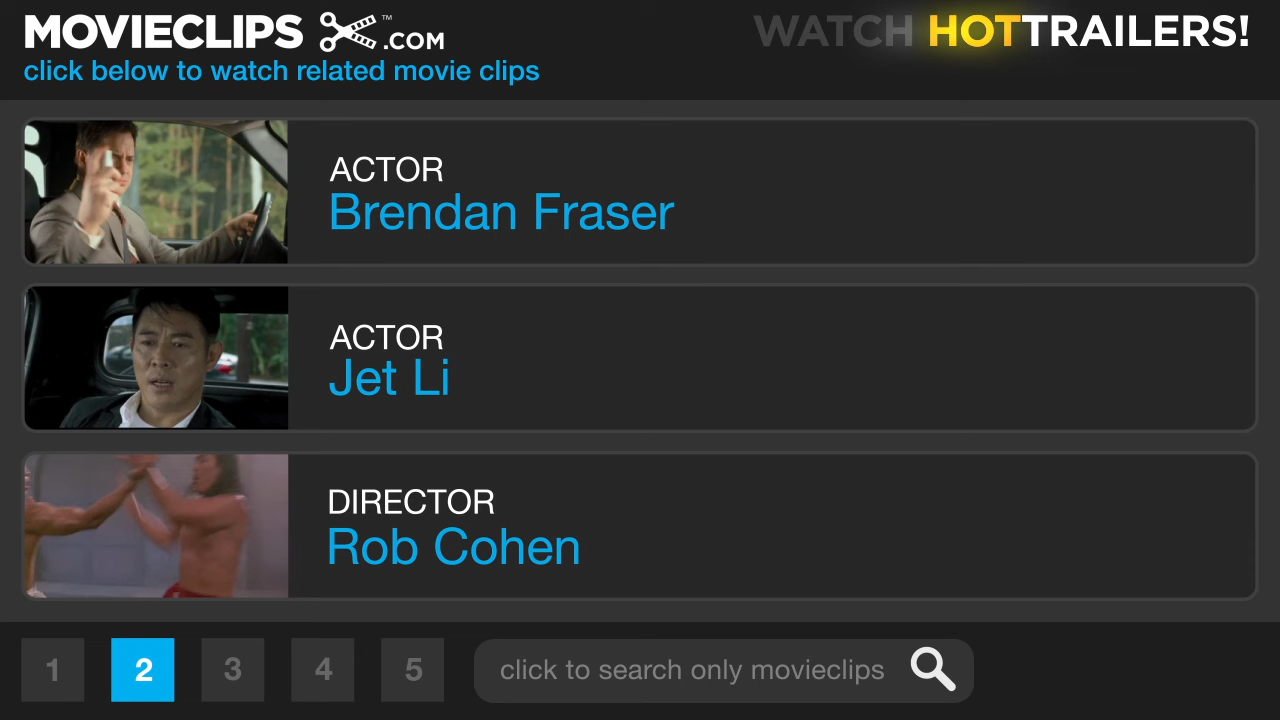 MOVIECLIPS ™ .COM
WATCH HOTTRAILERS!
click below to watch related movie clips
ACTOR
Brendan Fraser
ACTOR
Jet Li
DIRECTOR
Rob Cohen
1 2 3 4 5
click to search only movieclips